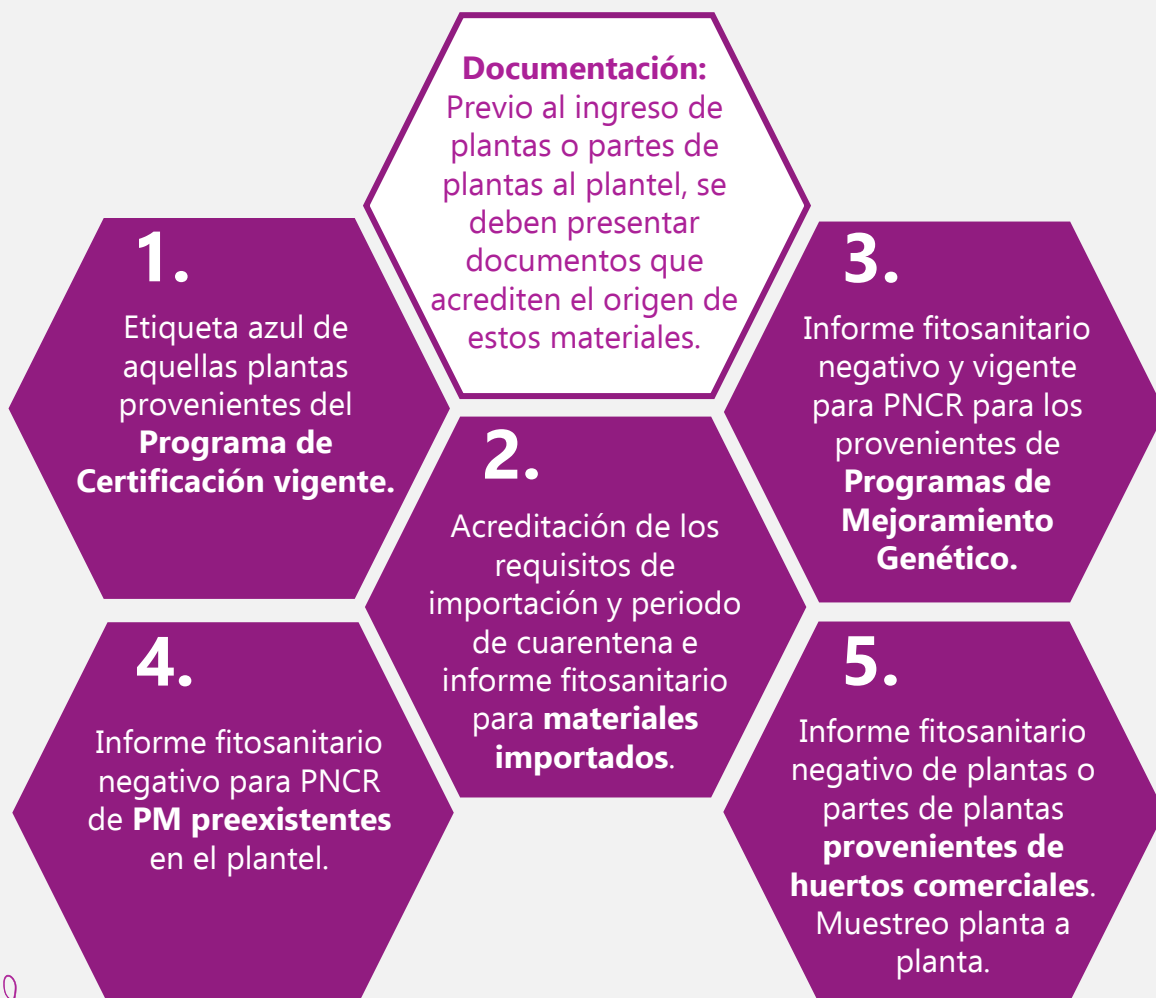 Documentación:
Previo al ingreso de
plantas o partes de
plantas al plantel, se
deben presentar
documentos que
acrediten el origen de
estos materiales.
1.
Etiqueta azul de
aquellas plantas
provenientes del
Programa de
Certificación vigente.
2.
Acreditación de los
requisitos de
importación y periodo
de cuarentena e
informe fitosanitario
para materiales
importados.
3.
Informe fitosanitario
negativo y vigente
para PNCR para los
provenientes de
Programas de
Mejoramiento
Genético.
4.
Informe fitosanitario
negativo para PNCR
de PM preexistentes
en el plantel.
5.
Informe fitosanitario
negativo de plantas o
partes de plantas
provenientes de
huertos comerciales.
Muestreo planta a
planta.